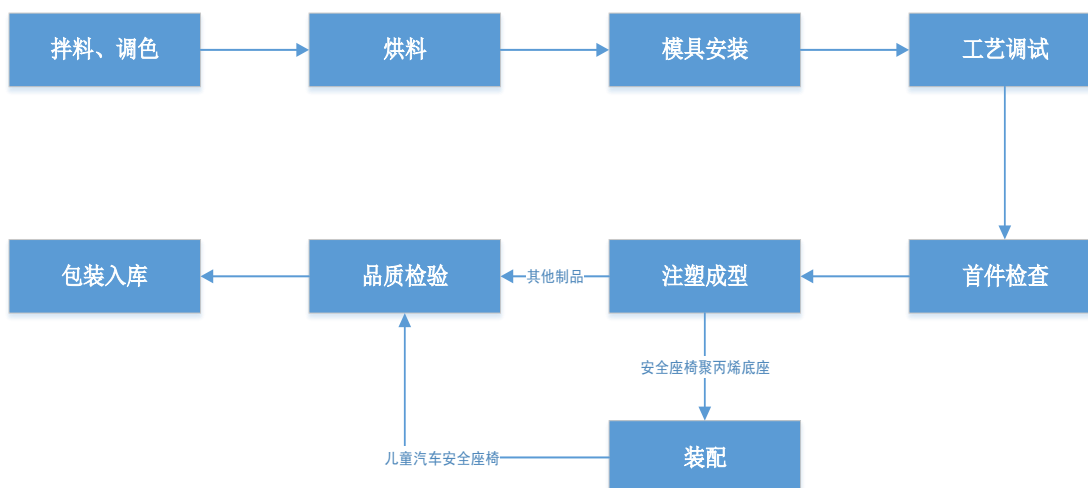 拌料、调色
烘料
模具安装
工艺调试
包装入库
品质检验
其他制品
注塑成型
首件检查
安全座椅聚丙烯底座
儿童汽车安全座椅
装配